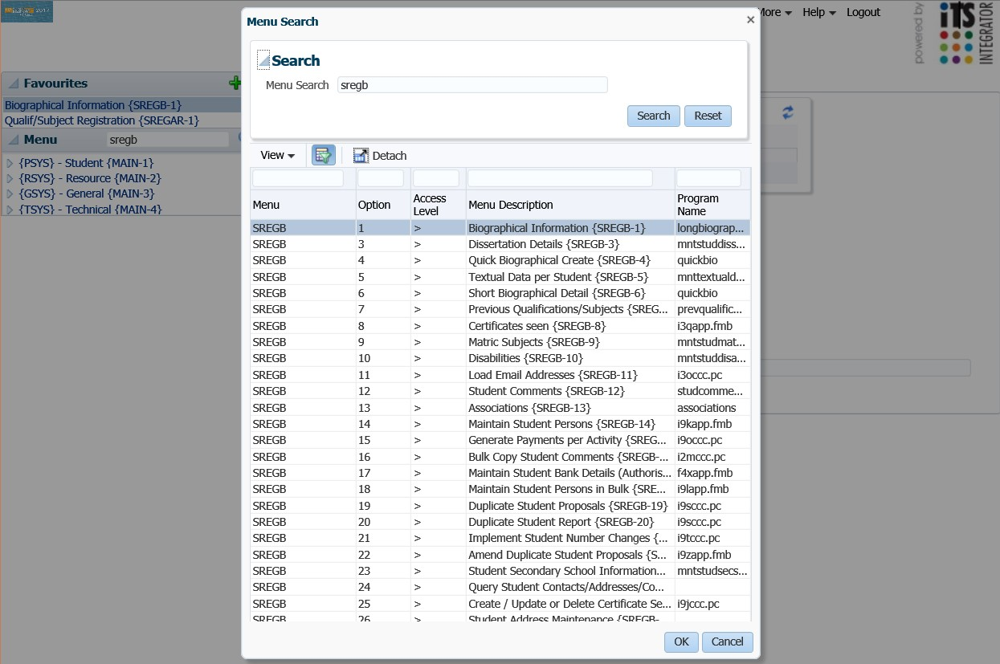 2017
More Help Logout
powered by iTS INTEGRATOR
Favourites
Biographical Information {SREGB-1}
Qualif/Subject Registration {SREGAR-1}
Menu sregb
{PSYS} - Student {MAIN-1}
{RSYS} - Resource {MAIN-2}
{GSYS} - General {MAIN-3}
{TSYS} - Technical {MAIN-4}
Menu Search
Search
Menu Search sregb
Search Reset
View Detach
Menu Option Access Level Menu Description Program Name
SREGB 1 > Biographical Information {SREGB-1} longbiograp...
SREGB 3 > Dissertation Details {SREGB-3} mntstuddiss...
SREGB 4 > Quick Biographical Create {SREGB-4} quickbio
SREGB 5 > Textual Data per Student {SREGB-5} mnttextuald...
SREGB 6 > Short Biographical Detail {SREGB-6} quickbio
SREGB 7 > Previous Qualifications/Subjects {SREG... prevqualific...
SREGB 8 > Certificates seen {SREGB-8} i3qapp.fmb
SREGB 9 > Matric Subjects {SREGB-9} mntstudmat...
SREGB 10 > Disabilities {SREGB-10} mntstuddisa...
SREGB 11 > Load Email Addresses {SREGB-11} i3occc.pc
SREGB 12 > Student Comments {SREGB-12} studcomme...
SREGB 13 > Associations {SREGB-13} associations
SREGB 14 > Maintain Student Persons {SREGB-14} i9kapp.fmb
SREGB 15 > Generate Payments per Activity {SREG... i9occc.pc
SREGB 16 > Bulk Copy Student Comments {SREGB-... i2mccc.pc
SREGB 17 > Maintain Student Bank Details (Authoris... f4xapp.fmb
SREGB 18 > Maintain Student Persons in Bulk {SRE... i9lapp.fmb
SREGB 19 > Duplicate Student Proposals {SREGB-19} i9sccc.pc
SREGB 20 > Duplicate Student Report {SREGB-20} i9sccc.pc
SREGB 21 > Implement Student Number Changes {... i9tccc.pc
SREGB 22 > Amend Duplicate Student Proposals {S... i9zapp.fmb
SREGB 23 > Student Secondary School Information... mntstudsecs...
SREGB 24 > Query Student Contacts/Addresses/Co...
SREGB 25 > Create / Update or Delete Certificate Se... i9jccc.pc
SREGB 26 > Student Address Maintenance {SREGB-
OK Cancel